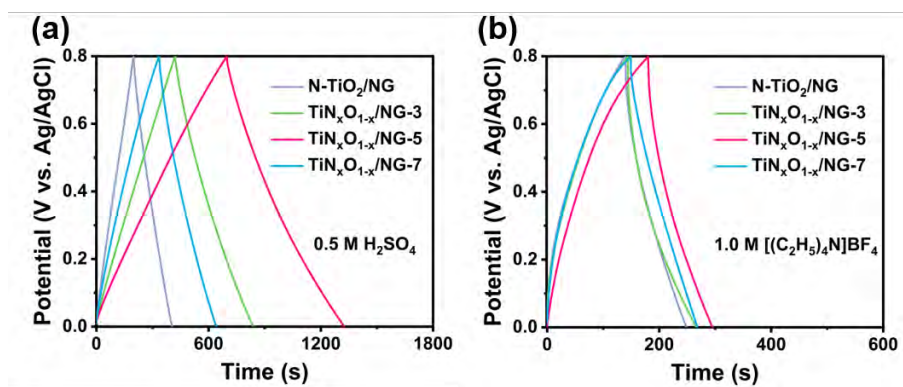 (a)
Potential (V vs. Ag/AgCl)
0.8
0.6
0.4
0.2
0.0
N-TiO₂/NG
TiNₓO₁₋ₓ/NG-3
TiNₓO₁₋ₓ/NG-5
TiNₓO₁₋ₓ/NG-7
0.5 M H₂SO₄
0 600 1200 1800
Time (s)
(b)
Potential (V vs. Ag/AgCl)
0.8
0.6
0.4
0.2
0.0
N-TiO₂/NG
TiNₓO₁₋ₓ/NG-3
TiNₓO₁₋ₓ/NG-5
TiNₓO₁₋ₓ/NG-7
1.0 M [(C₂H₅)₄N]BF₄
0 200 400 600
Time (s)